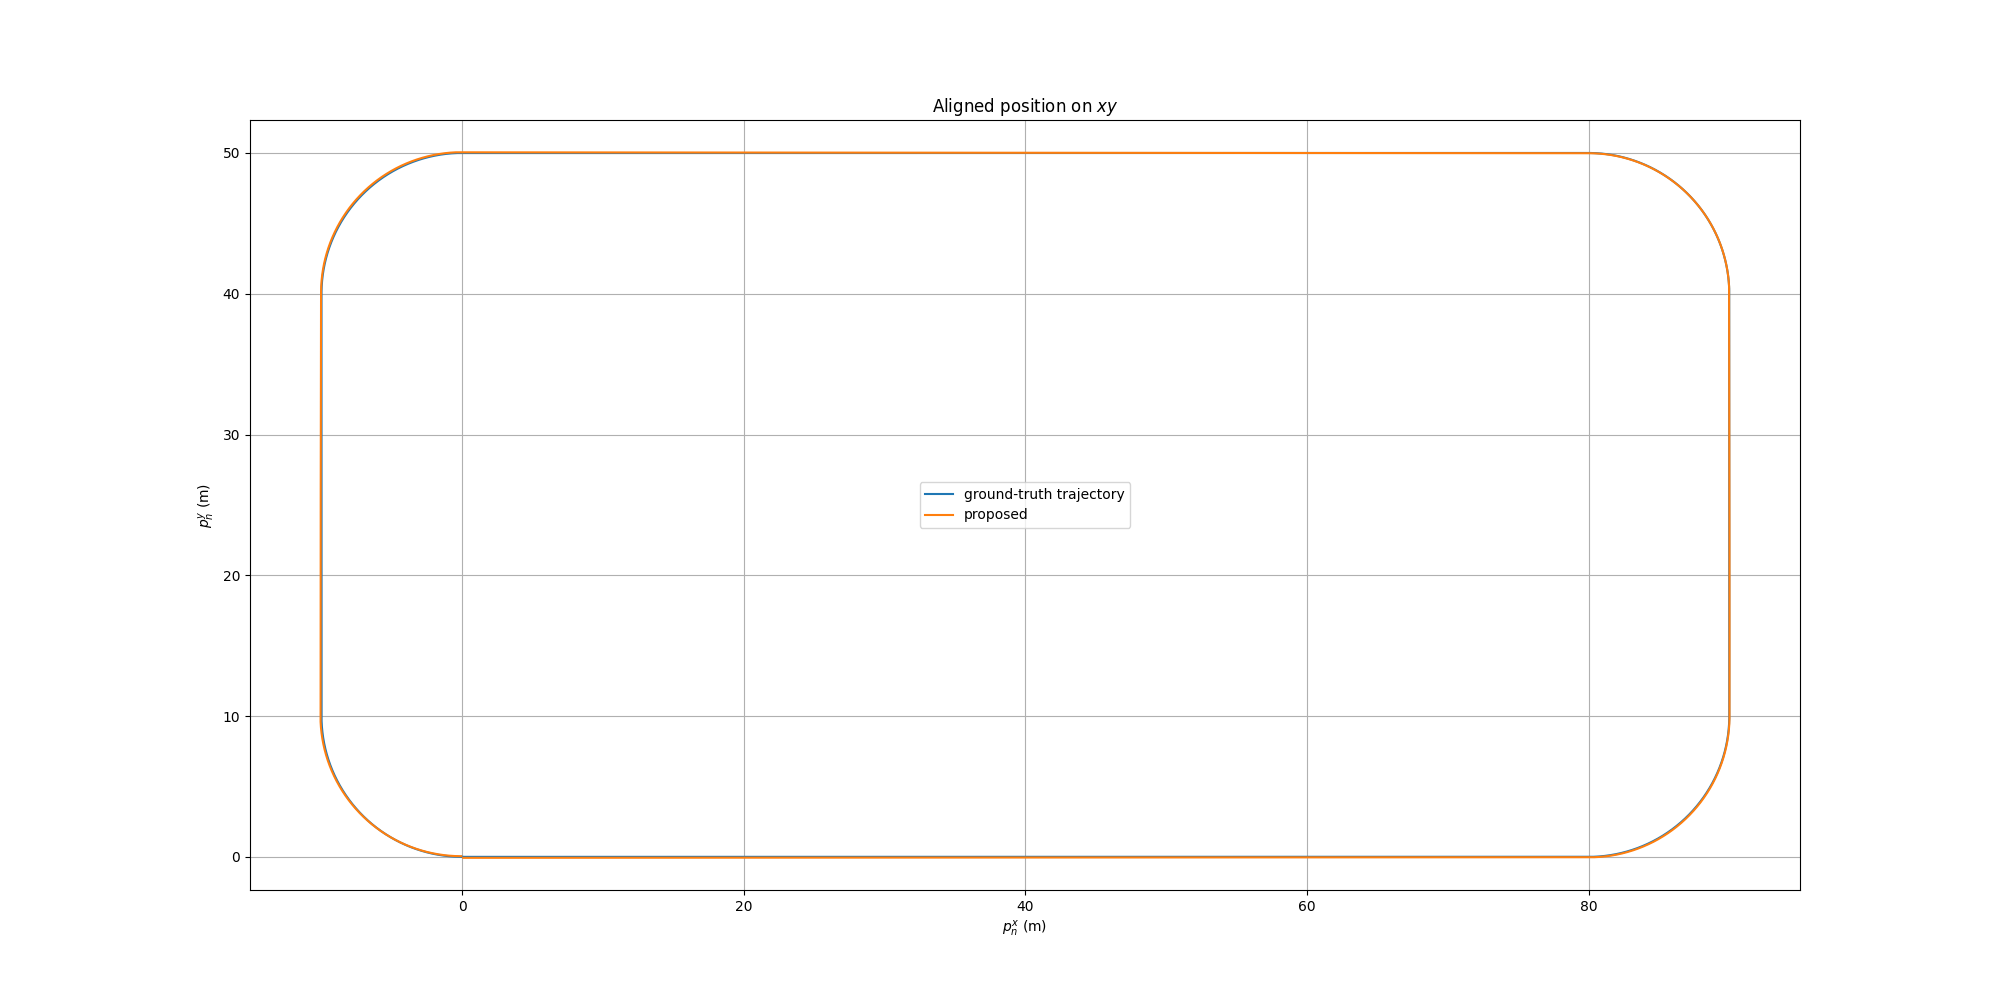 Aligned position on xy
50
40
30
20
10
0
p_n^y (m)
ground-truth trajectory
proposed
0 20 40 60 80
p_n^x (m)